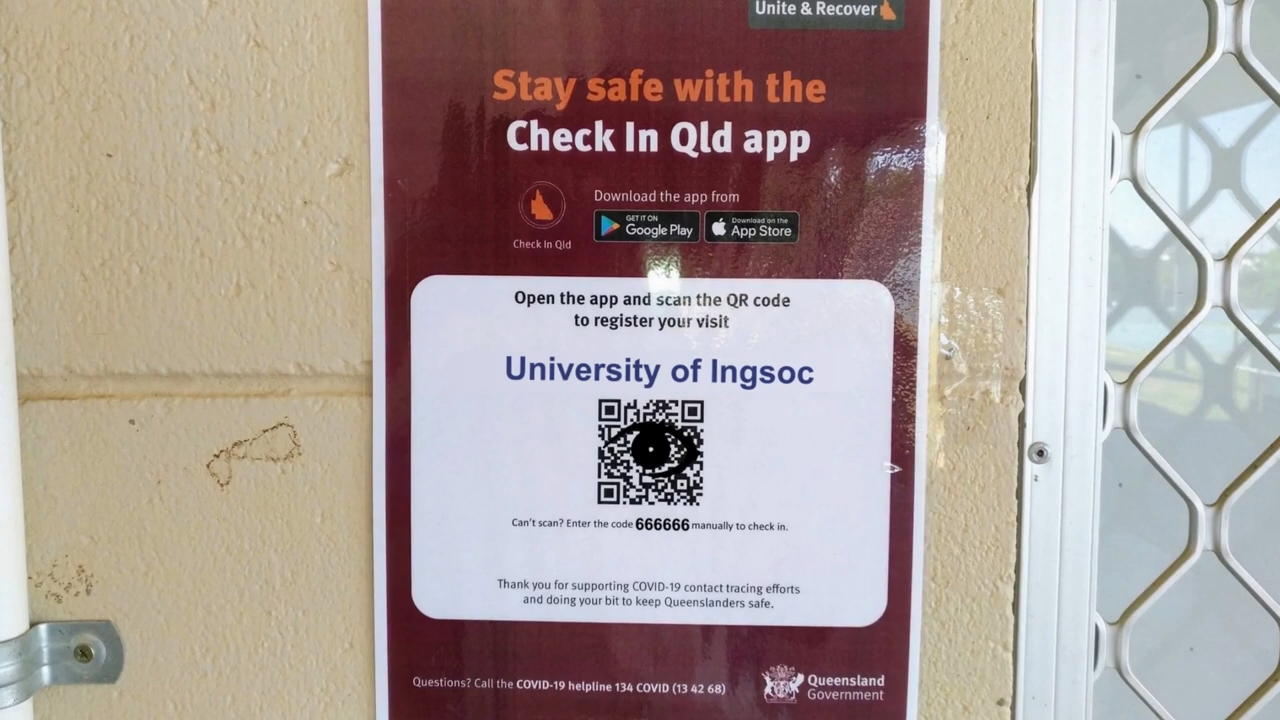 Unite & Recover
Stay safe with the
Check In Qld app
Download the app from
GET IT ON
Google Play
Download on the
App Store
Check In Qld
Open the app and scan the QR code
to register your visit
University of Ingsoc
Can't scan? Enter the code 666666 manually to check in.
Thank you for supporting COVID-19 contact tracing efforts
and doing your bit to keep Queenslanders safe.
Questions? Call the COVID-19 helpline 134 COVID (13 42 68)
Queensland
Government